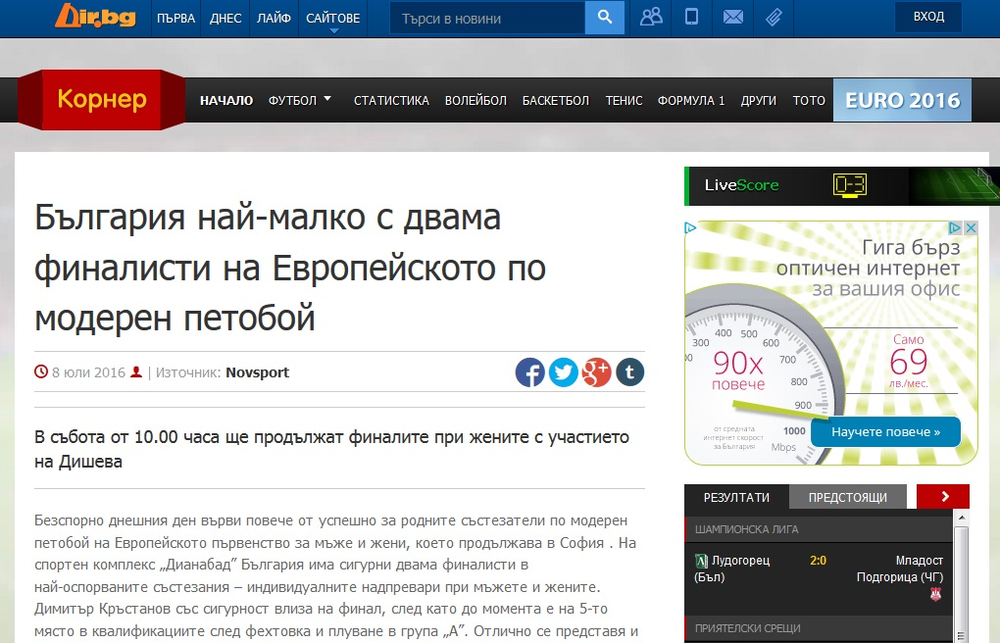 Dir.bg ПЪРВА ДНЕС ЛАЙФ САЙТОВЕ Търси в новини ВХОД
Корнер НАЧАЛО ФУТБОЛ СТАТИСТИКА ВОЛЕЙБОЛ БАСКЕТБОЛ ТЕНИС ФОРМУЛА 1 ДРУГИ ТОТО EURO 2016
България най-малко с двама
финалисти на Европейското по
модерен петобой
8 юли 2016 | Източник: Novsport
В събота от 10.00 часа ще продължат финалите при жените с участието
на Дишева
Безспорно днешния ден върви повече от успешно за родните състезатели по модерен
петобой на Европейското първенство за мъже и жени, което продължава в София . На
спортен комплекс „Дианабад” България има сигурни двама финалисти в
най-оспорваните състезания – индивидуалните надпревари при мъжете и жените.
Димитър Кръстанов със сигурност влиза на финал, след като до момента е на 5-то
място в квалификациите след фехтовка и плуване в група „А”. Отлично се представя и
LiveScore 0-3
Гига бърз
оптичен интернет
за вашия офис
300 400 500 600 700 800 900 1000 Mbps
90x
повече
от средната
интернет скорост
за България
Само
69
лв./мес.
Научете повече »
РЕЗУЛТАТИ ПРЕДСТОЯЩИ
ШАМПИОНСКА ЛИГА
Лудогорец 2:0 Младост
(Бъл) Подгорица (ЧГ)
ПРИЯТЕЛСКИ СРЕЩИ